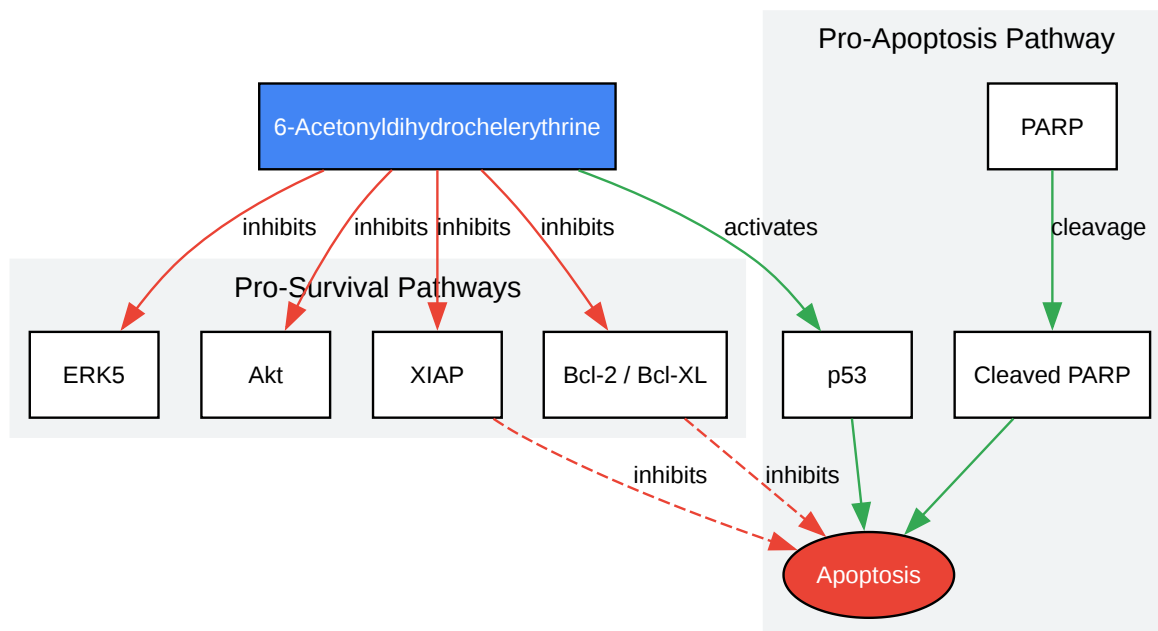 Pro-Apoptosis Pathway
6-Acetonyldihydrochelerythrine
PARP
inhibits
inhibits
inhibits
inhibits
activates
cleavage
Pro-Survival Pathways
ERK5
Akt
XIAP
Bcl-2 / Bcl-XL
p53
Cleaved PARP
inhibits
inhibits
Apoptosis